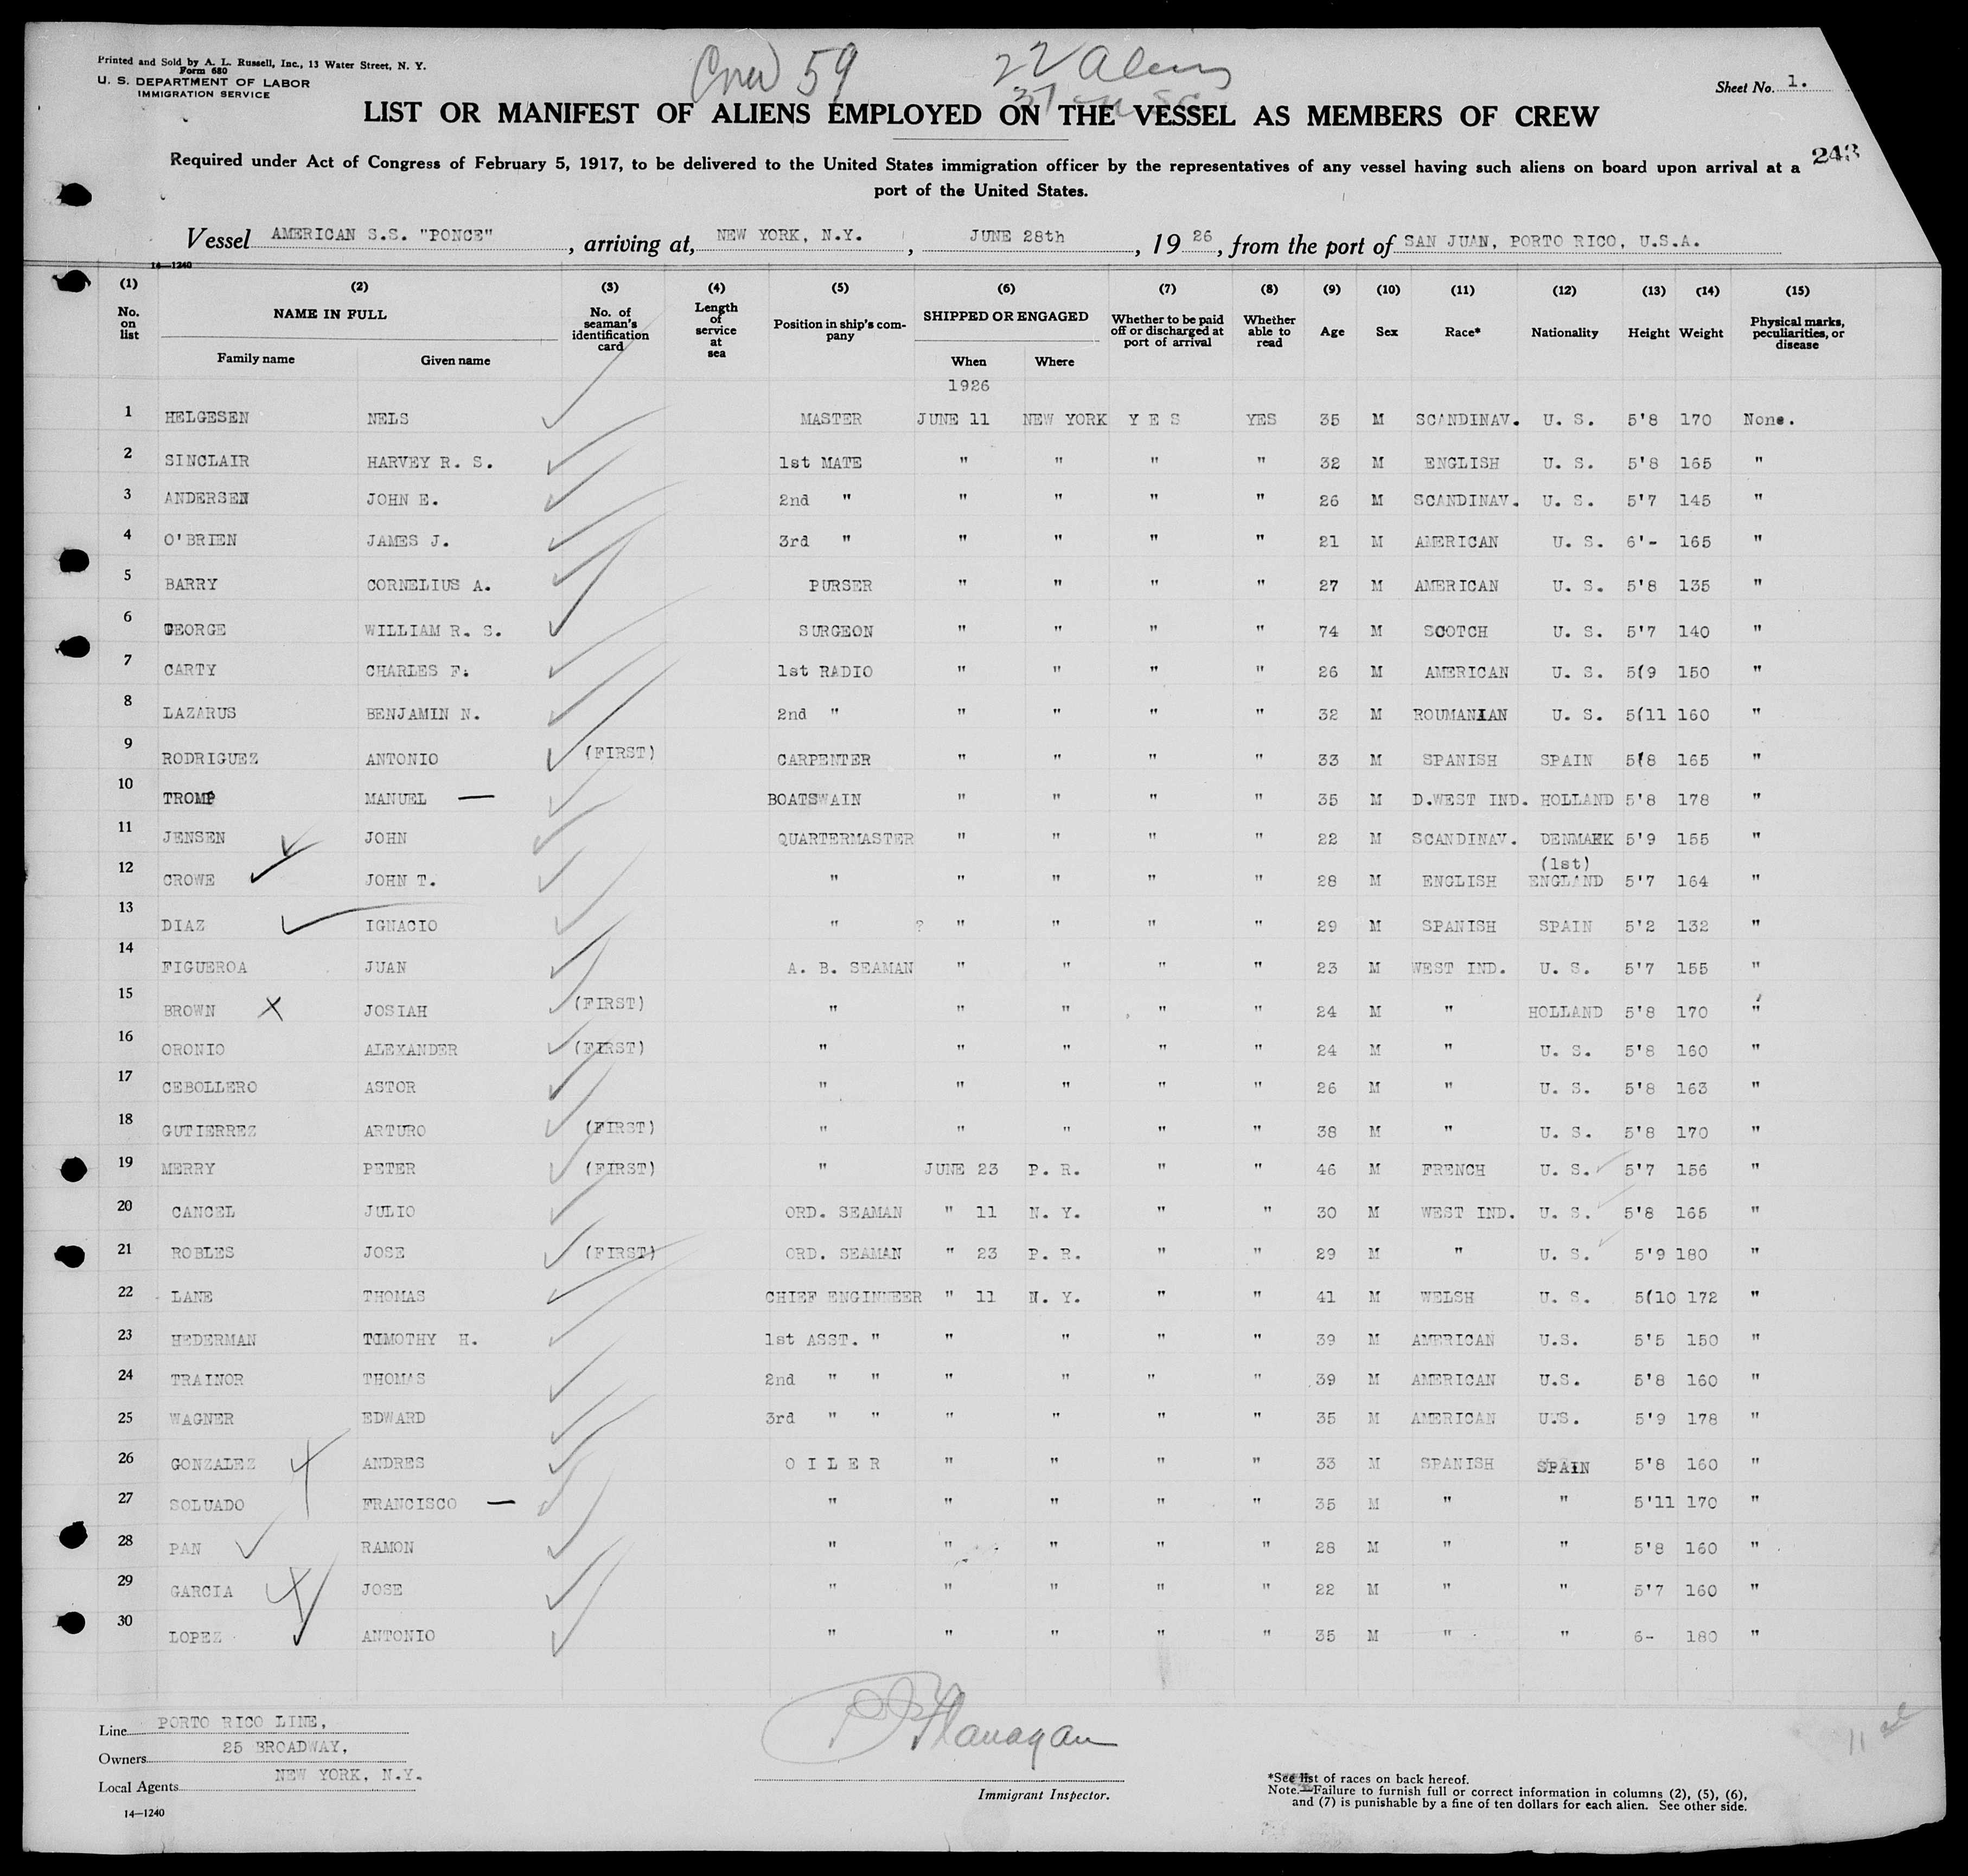 Printed and Sold by A. L. Russell, Inc., 13 Water Street, N. Y.
Form 680
U. S. DEPARTMENT OF LABOR
IMMIGRATION SERVICE
Crew 59
22 Aliens
37 U.S.C.
Sheet No. 1.
LIST OR MANIFEST OF ALIENS EMPLOYED ON THE VESSEL AS MEMBERS OF CREW
243
Required under Act of Congress of February 5, 1917, to be delivered to the United States immigration officer by the representatives of any vessel having such aliens on board upon arrival at a
port of the United States.
Vessel AMERICAN S.S. "PONCE", arriving at, NEW YORK, N.Y., JUNE 28th, 1926, from the port of SAN JUAN, PORTO RICO, U.S.A.
14—1240
(1) (2) (3) (4) (5) (6) (7) (8) (9) (10) (11) (12) (13) (14) (15)
No. on list NAME IN FULL Family name Given name No. of seaman's identification card Length of service at sea Position in ship's company SHIPPED OR ENGAGED When Where Whether to be paid off or discharged at port of arrival Whether able to read Age Sex Race* Nationality Height Weight Physical marks, peculiarities, or disease
1926
1 HELGESEN NELS MASTER JUNE 11 NEW YORK Y E S YES 35 M SCANDINAV. U. S. 5'8 170 None.
2 SINCLAIR HARVEY R. S. 1st MATE " " " " 32 M ENGLISH U. S. 5'8 165 "
3 ANDERSEN JOHN E. 2nd " " " " " 26 M SCANDINAV. U. S. 5'7 145 "
4 O'BRIEN JAMES J. 3rd " " " " " 21 M AMERICAN U. S. 6'- 165 "
5 BARRY CORNELIUS A. PURSER " " " " 27 M AMERICAN U. S. 5'8 135 "
6 GEORGE WILLIAM R. S. SURGEON " " " " 74 M SCOTCH U. S. 5'7 140 "
7 CARTY CHARLES F. 1st RADIO " " " " 26 M AMERICAN U. S. 5(9 150 "
8 LAZARUS BENJAMIN N. 2nd " " " " " 32 M ROUMANIAN U. S. 5(11 160 "
9 RODRIGUEZ ANTONIO (FIRST) CARPENTER " " " " 33 M SPANISH SPAIN 5(8 165 "
10 TROMP MANUEL — BOATSWAIN " " " " 35 M D.WEST IND. HOLLAND 5'8 178 "
11 JENSEN JOHN QUARTERMASTER " " " " 22 M SCANDINAV. DENMARK 5'9 155 "
(1st)
12 CROWE JOHN T. " " " " " 28 M ENGLISH ENGLAND 5'7 164 "
13 DIAZ IGNACIO " ? " " " " 29 M SPANISH SPAIN 5'2 132 "
14 FIGUEROA JUAN A. B. SEAMAN " " " " 23 M WEST IND. U. S. 5'7 155 "
15 BROWN X JOSIAH (FIRST) " " " " " 24 M " HOLLAND 5'8 170 "
16 ORONIO ALEXANDER (FIRST) " " " " " 24 M " U. S. 5'8 160 "
17 CEBOLLERO ASTOR " " " " " 26 M " U. S. 5'8 163 "
18 GUTIERREZ ARTURO (FIRST) " " " " " 38 M " U. S. 5'8 170 "
19 MERRY PETER (FIRST) " JUNE 23 P. R. " " 46 M FRENCH U. S. 5'7 156 "
20 CANCEL JULIO ORD. SEAMAN " 11 N. Y. " " 30 M WEST IND. U. S. 5'8 165 "
21 ROBLES JOSE (FIRST) ORD. SEAMAN " 23 P. R. " " 29 M " U. S. 5'9 180 "
22 LANE THOMAS CHIEF ENGINNEER " 11 N. Y. " " 41 M WELSH U. S. 5(10 172 "
23 HEDERMAN TIMOTHY H. 1st ASST. " " " " " 39 M AMERICAN U.S. 5'5 150 "
24 TRAINOR THOMAS 2nd " " " " " " 39 M AMERICAN U.S. 5'8 160 "
25 WAGNER EDWARD 3rd " " " " " " 35 M AMERICAN U.S. 5'9 178 "
26 GONZALEZ ANDRES O I L E R " " " " 33 M SPANISH SPAIN 5'8 160 "
27 SOLUADO FRANCISCO — " " " " " 35 M " " 5'11 170 "
28 PAN RAMON " " " " " 28 M " " 5'8 160 "
29 GARCIA JOSE " " " " " 22 M " " 5'7 160 "
30 LOPEZ ANTONIO " " " " " 35 M " " 6- 180 "
Line PORTO RICO LINE,
Owners 25 BROADWAY,
Local Agents NEW YORK, N.Y.
14—1240
Flanagan
Immigrant Inspector.
11
*See list of races on back hereof.
Note.—Failure to furnish full or correct information in columns (2), (5), (6),
and (7) is punishable by a fine of ten dollars for each alien. See other side.